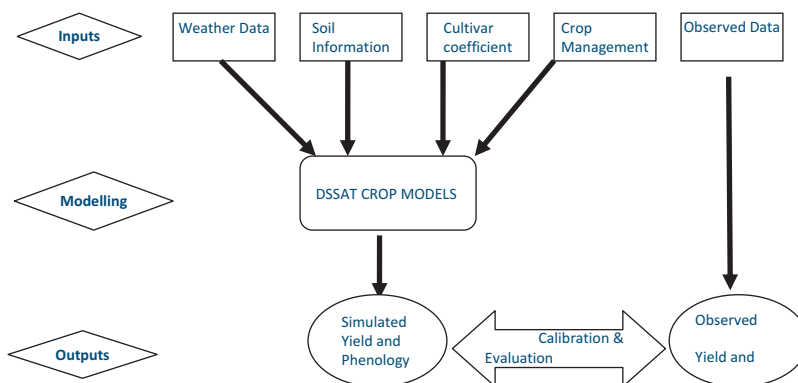 Inputs
Weather Data
Soil
Information
Cultivar
coefficient
Crop
Management
Observed Data
Modelling
DSSAT CROP MODELS
Outputs
Simulated
Yield and
Phenology
Calibration &
Evaluation
Observed
Yield and